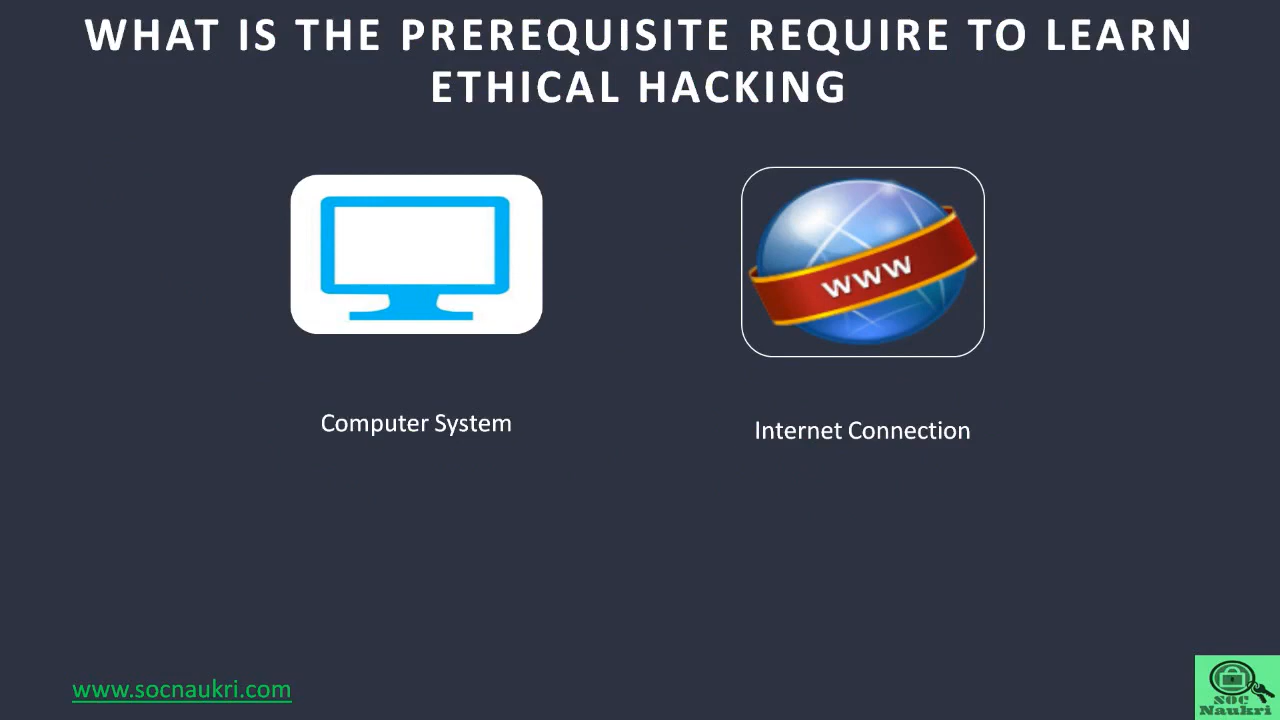 WHAT IS THE PREREQUISITE REQUIRE TO LEARN
ETHICAL HACKING
www
Computer System
Internet Connection
www.socnaukri.com
SOC
Naukri